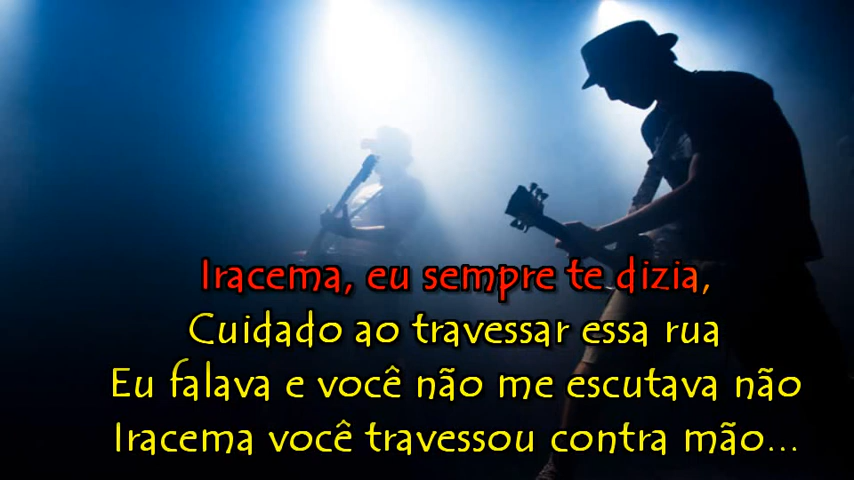 Iracema, eu sempre te dizia,
Cuidado ao travessar essa rua
Eu falava e você não me escutava não
Iracema você travessou contra mão...